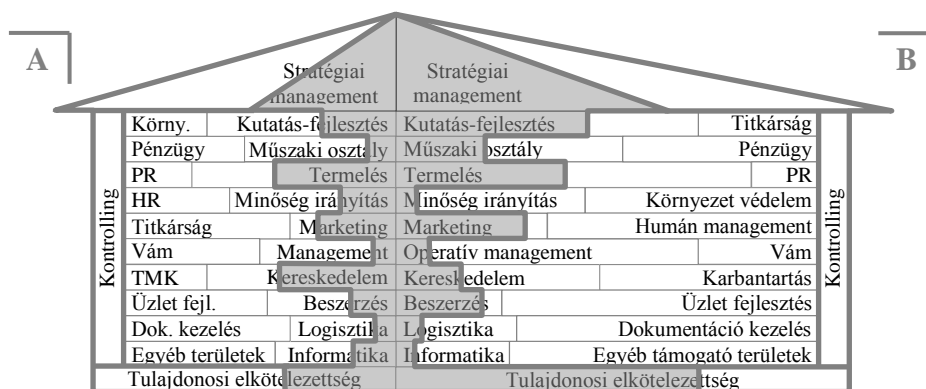 A
B
Stratégiai management
Stratégiai management
Kontrolling
Körny. Kutatás-fejlesztés Kutatás-fejlesztés Titkárság
Pénzügy Műszaki osztály Műszaki osztály Pénzügy
PR Termelés Termelés PR
HR Minőség irányítás Minőség irányítás Környezet védelem
Titkárság Marketing Marketing Humán management
Vám Management Operatív management Vám
TMK Kereskedelem Kereskedelem Karbantartás
Üzlet fejl. Beszerzés Beszerzés Üzlet fejlesztés
Dok. kezelés Logisztika Logisztika Dokumentáció kezelés
Egyéb területek Informatika Informatika Egyéb támogató területek
Kontrolling
Tulajdonosi elkötelezettség Tulajdonosi elkötelezettség